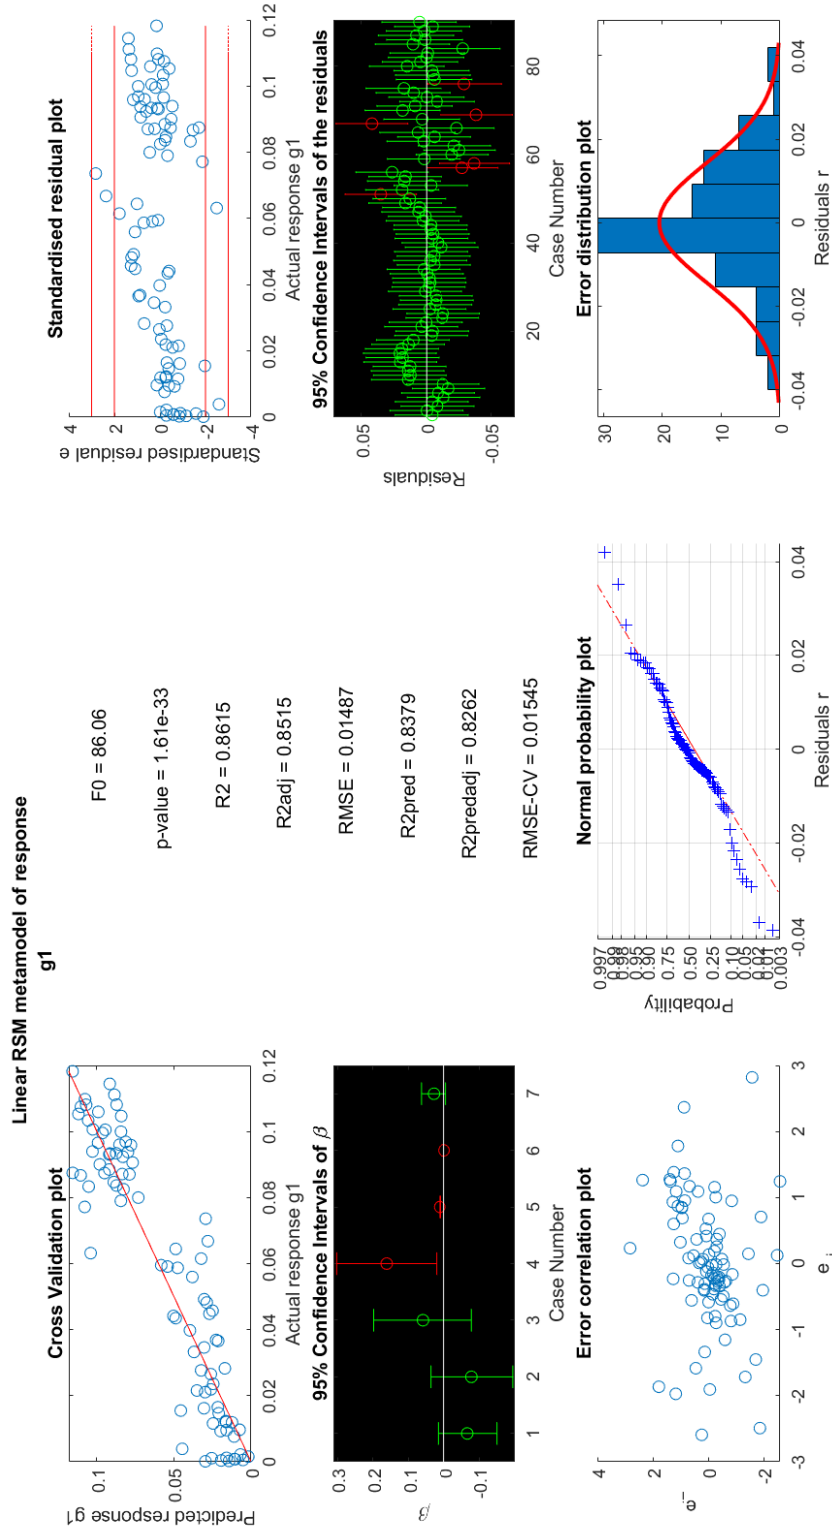 Linear RSM metamodel of response
g1
Cross Validation plot
Predicted response g1
0.1
0.05
0
0 0.02 0.04 0.06 0.08 0.1 0.12
Actual response g1
F0 = 86.06
p-value = 1.61e-33
R2 = 0.8615
R2adj = 0.8515
RMSE = 0.01487
R2pred = 0.8379
R2predadj = 0.8262
RMSE-CV = 0.01545
Standardised residual plot
Standardised residual e
4
2
0
-2
-4
0 0.02 0.04 0.06 0.08 0.1 0.12
Actual response g1
95% Confidence Intervals of β
β
0.3
0.2
0.1
0
-0.1
1 2 3 4 5 6 7
Case Number
95% Confidence Intervals of the residuals
Residuals
0.05
0
-0.05
20 40 60 80
Case Number
Error correlation plot
e i
4
2
0
-2
-3 -2 -1 0 1 2 3
e i
Normal probability plot
Probability
0.997
0.99
0.98
0.95
0.90
0.75
0.50
0.25
0.10
0.05
0.02
0.01
0.003
-0.04 -0.02 0 0.02 0.04
Residuals r
Error distribution plot
30
20
10
0
-0.04 -0.02 0 0.02 0.04
Residuals r